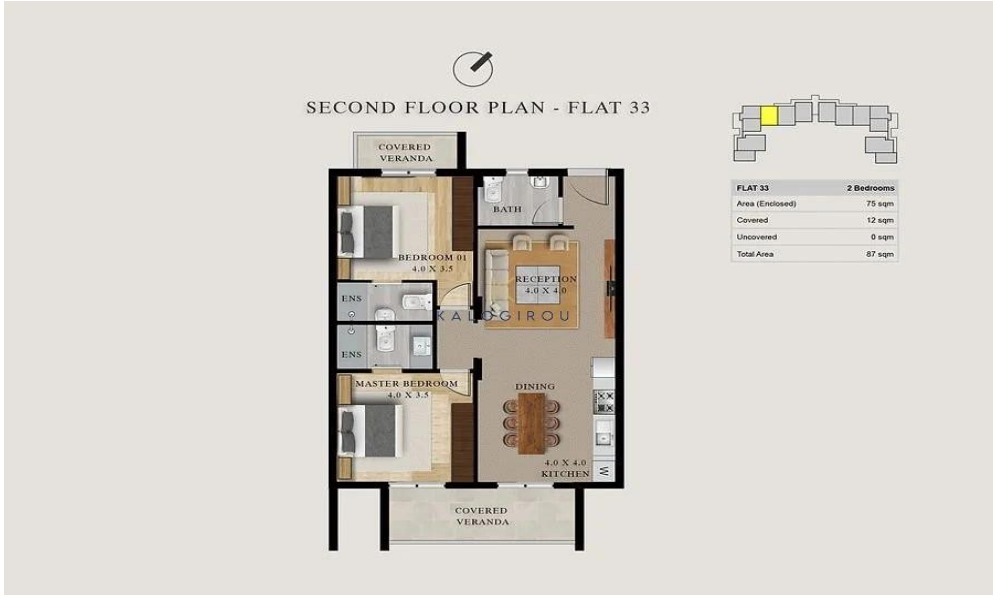 SECOND FLOOR PLAN - FLAT 33
COVERED
VERANDA
BATH
BEDROOM 01
4.0 X 3.5
RECEPTION
4.0 X 4.0
ENS
KALOGIROU
ENS
MASTER BEDROOM
4.0 X 3.5
DINING
4.0 X 4.0
KITCHEN
W
COVERED
VERANDA
FLAT 33 2 Bedrooms
Area (Enclosed) 75 sqm
Covered 12 sqm
Uncovered 0 sqm
Total Area 87 sqm